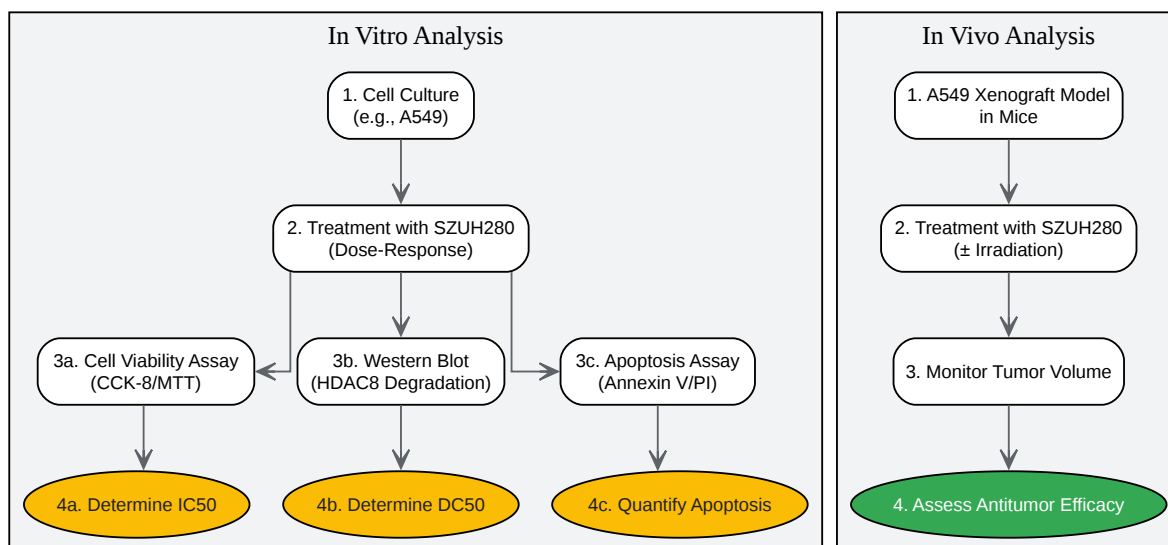 In Vitro Analysis
1. Cell Culture
(e.g., A549)
2. Treatment with SZUH280
(Dose-Response)
3a. Cell Viability Assay
(CCK-8/MTT)
3b. Western Blot
(HDAC8 Degradation)
3c. Apoptosis Assay
(Annexin V/PI)
4a. Determine IC50
4b. Determine DC50
4c. Quantify Apoptosis
In Vivo Analysis
1. A549 Xenograft Model
in Mice
2. Treatment with SZUH280
(± Irradiation)
3. Monitor Tumor Volume
4. Assess Antitumor Efficacy